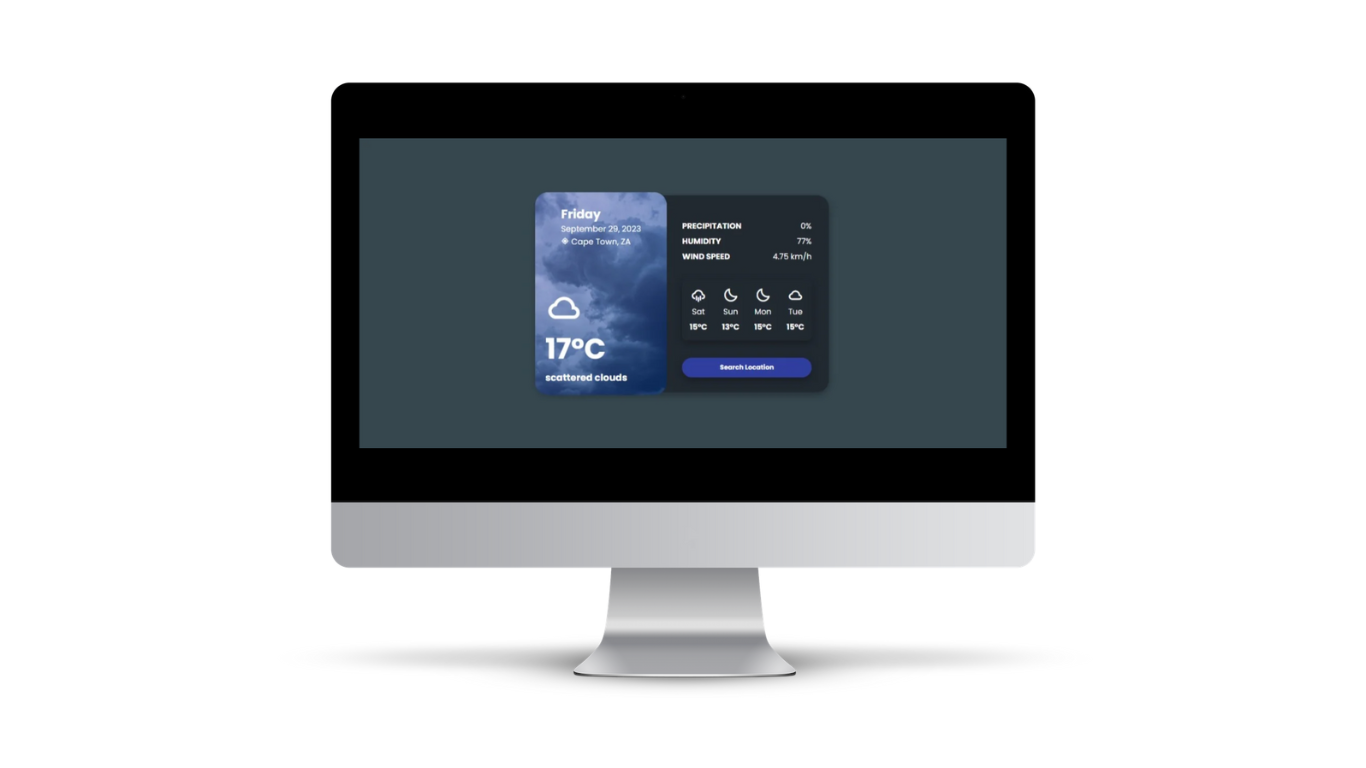 Friday
September 29, 2023
Cape Town, ZA
17°C
scattered clouds
PRECIPITATION 0%
HUMIDITY 77%
WIND SPEED 4.75 km/h
Sat Sun Mon Tue
15°C 13°C 15°C 15°C
Search Location